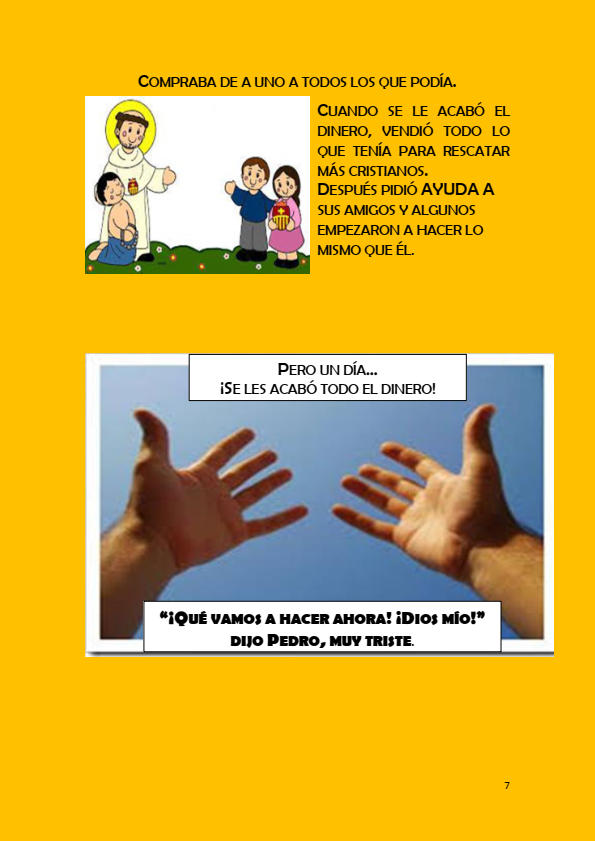 COMPRABA DE A UNO A TODOS LOS QUE PODÍA.
CUANDO SE LE ACABÓ EL
DINERO, VENDIÓ TODO LO
QUE TENÍA PARA RESCATAR
MÁS CRISTIANOS.
DESPUÉS PIDIÓ AYUDA A
SUS AMIGOS Y ALGUNOS
EMPEZARON A HACER LO
MISMO QUE ÉL.
PERO UN DÍA...
¡SE LES ACABÓ TODO EL DINERO!
“¡QUÉ VAMOS A HACER AHORA! ¡DIOS MÍO!”
DIJO PEDRO, MUY TRISTE.
7